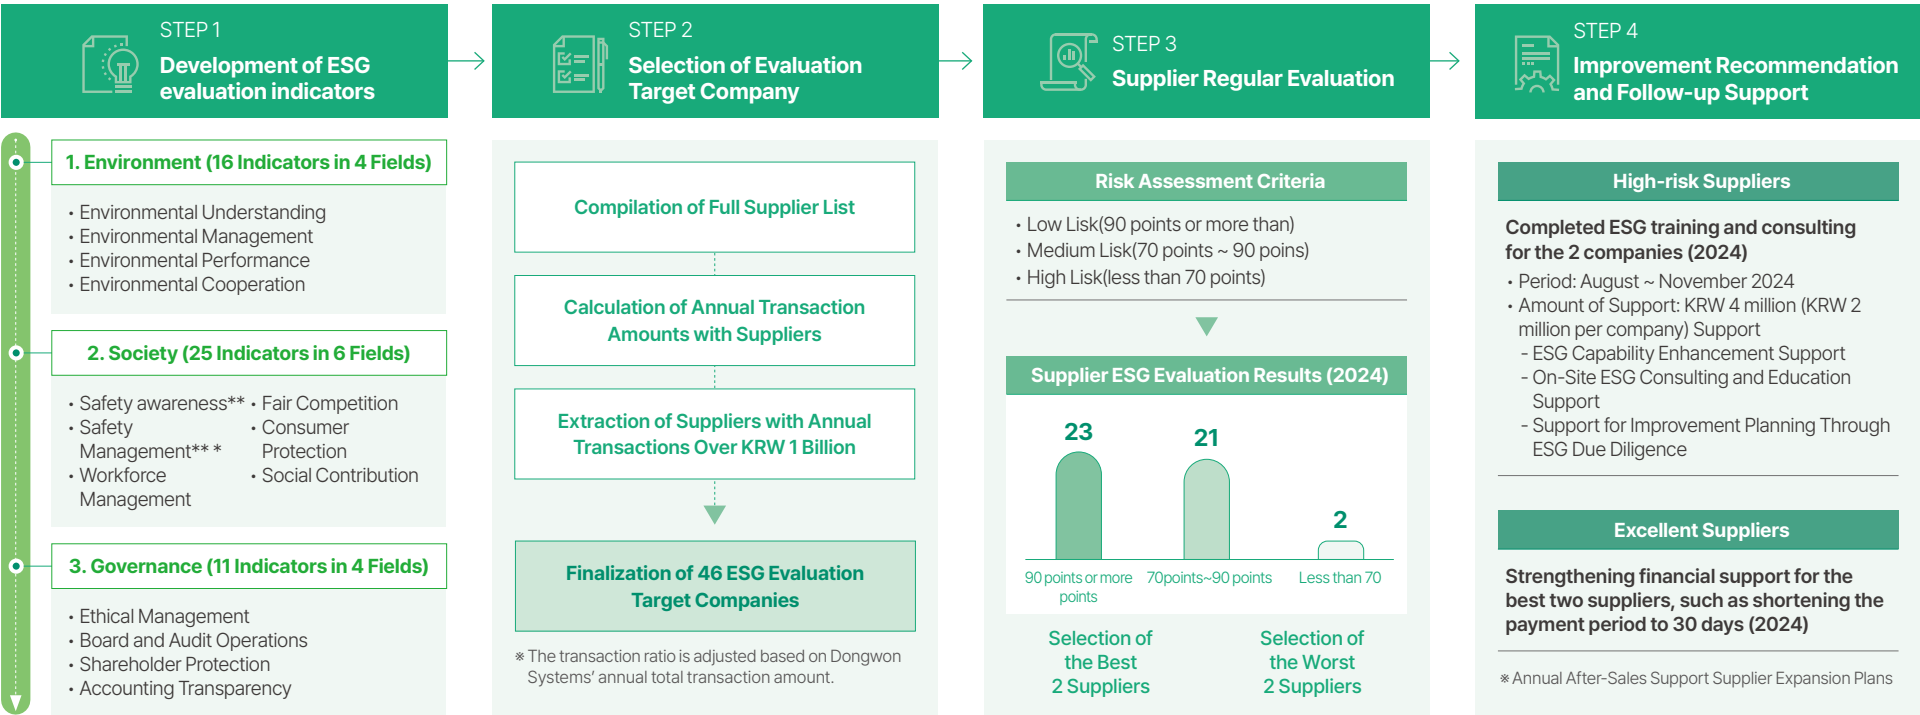 STEP 1
Development of ESG
evaluation indicators
1. Environment (16 Indicators in 4 Fields)
• Environmental Understanding
• Environmental Management
• Environmental Performance
• Environmental Cooperation
2. Society (25 Indicators in 6 Fields)
• Safety awareness**
• Safety
Management** *
• Workforce
Management
• Fair Competition
• Consumer
Protection
• Social Contribution
3. Governance (11 Indicators in 4 Fields)
• Ethical Management
• Board and Audit Operations
• Shareholder Protection
• Accounting Transparency
STEP 2
Selection of Evaluation
Target Company
Compilation of Full Supplier List
Calculation of Annual Transaction
Amounts with Suppliers
Extraction of Suppliers with Annual
Transactions Over KRW 1 Billion
Finalization of 46 ESG Evaluation
Target Companies
※ The transaction ratio is adjusted based on Dongwon
Systems’ annual total transaction amount.
STEP 3
Supplier Regular Evaluation
Risk Assessment Criteria
• Low Lisk(90 points or more than)
• Medium Lisk(70 points ~ 90 poins)
• High Lisk(less than 70 points)
Supplier ESG Evaluation Results (2024)
23
21
2
90 points or more
points
70points~90 points
Less than 70
Selection of
the Best
2 Suppliers
Selection of
the Worst
2 Suppliers
STEP 4
Improvement Recommendation
and Follow-up Support
High-risk Suppliers
Completed ESG training and consulting
for the 2 companies (2024)
• Period: August ~ November 2024
• Amount of Support: KRW 4 million (KRW 2
million per company) Support
- ESG Capability Enhancement Support
- On-Site ESG Consulting and Education
Support
- Support for Improvement Planning Through
ESG Due Diligence
Excellent Suppliers
Strengthening financial support for the
best two suppliers, such as shortening the
payment period to 30 days (2024)
※ Annual After-Sales Support Supplier Expansion Plans